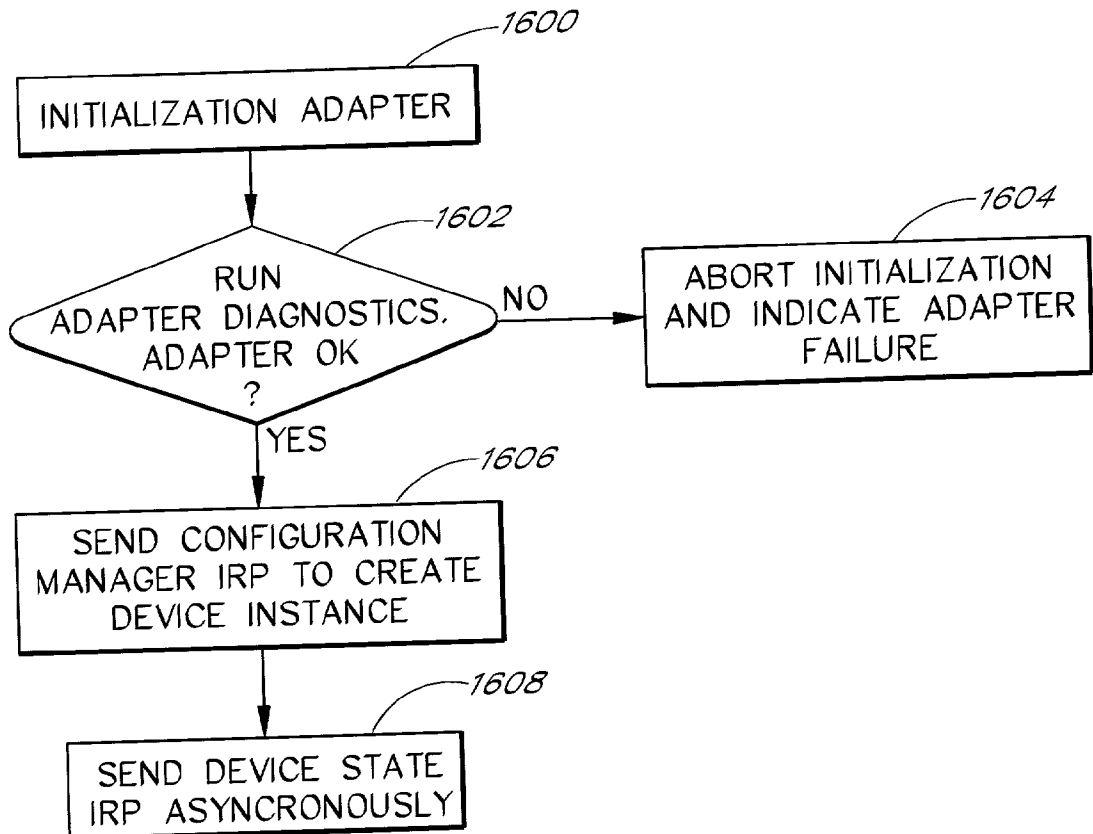 1600
INITIALIZATION ADAPTER
1602
RUN
ADAPTER DIAGNOSTICS.
ADAPTER OK
?
NO
1604
ABORT INITIALIZATION
AND INDICATE ADAPTER
FAILURE
YES
1606
SEND CONFIGURATION
MANAGER IRP TO CREATE
DEVICE INSTANCE
1608
SEND DEVICE STATE
IRP ASYNCRONOUSLY